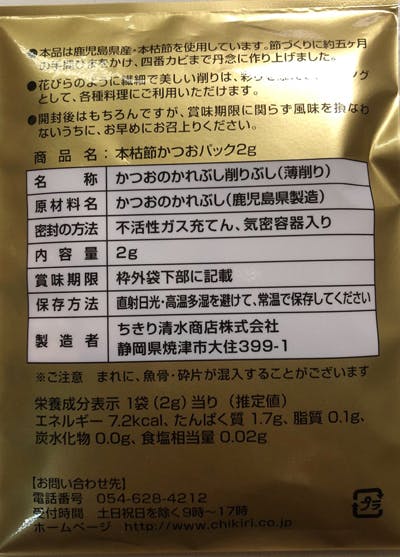 ●本品は鹿児島県産・本枯節を使用しています。節づくりに約五ヶ月
の手間ひまをかけ、四番カビまで丹念に作り上げました。
●花びらのように繊細で美しい削りは、彩り
として、各種料理にご利用いただけます。
●開封後はもちろんですが、賞味期限に関らず風味を損なわ
ないうちに、お早めにお召上りください。
商品名：本枯節かつおパック2g
名称 かつおのかれぶし削りぶし（薄削り）
原材料名 かつおのかれぶし（鹿児島県製造）
密封の方法 不活性ガス充てん、気密容器入り
内容量 2g
賞味期限 枠外袋下部に記載
保存方法 直射日光・高温多湿を避けて、常温で保存してください
製造者 ちきり清水商店株式会社
静岡県焼津市大住399-1
※ご注意 まれに、魚骨・砕片が混入することがございます
栄養成分表示 1袋（2g）当り（推定値）
エネルギー 7.2kcal、たんぱく質 1.7g、脂質 0.1g、
炭水化物 0.0g、食塩相当量 0.02g
【お問い合わせ先】
電話番号 054-628-4212
受付時間 土日祝日を除く9時〜17時
ホームページ http://www.chikiri.co.jp
プラ